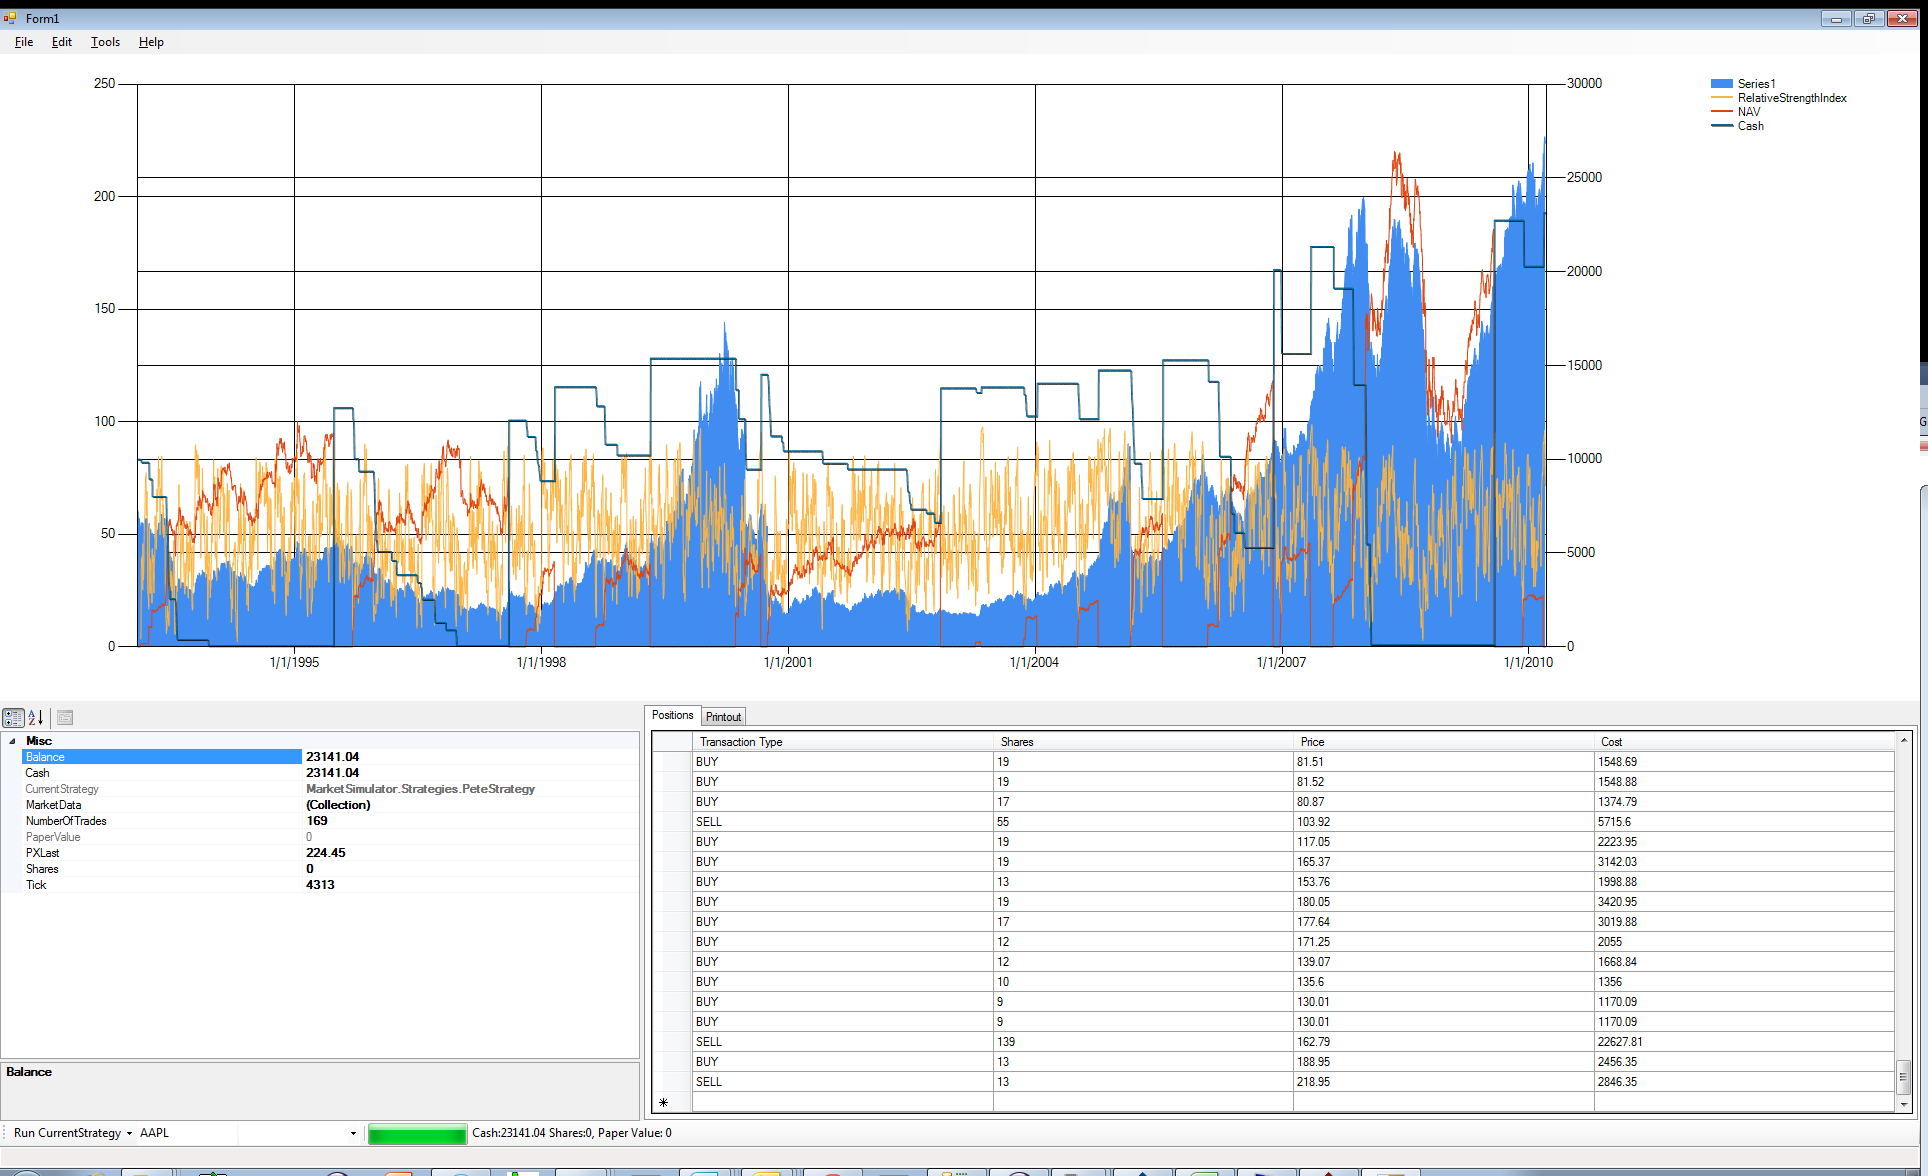 Form1
File Edit Tools Help
250
200
150
100
50
0
30000
25000
20000
15000
10000
5000
0
1/1/1995 1/1/1998 1/1/2001 1/1/2004 1/1/2007 1/1/2010
Series1
RelativeStrengthIndex
NAV
Cash
Misc
Balance 23141.04
Cash 23141.04
CurrentStrategy MarketSimulator.Strategies.PeteStrategy
MarketData (Collection)
NumberOfTrades 169
PaperValue 0
PXLast 224.45
Shares 0
Tick 4313
Balance
Positions Printout
Transaction Type Shares Price Cost
BUY 19 81.51 1548.69
BUY 19 81.52 1548.88
BUY 17 80.87 1374.79
SELL 55 103.92 5715.6
BUY 19 117.05 2223.95
BUY 19 165.37 3142.03
BUY 13 153.76 1998.88
BUY 19 180.05 3420.95
BUY 17 177.64 3019.88
BUY 12 171.25 2055
BUY 12 139.07 1668.84
BUY 10 135.6 1356
BUY 9 130.01 1170.09
BUY 9 130.01 1170.09
SELL 139 162.79 22627.81
BUY 13 188.95 2456.35
SELL 13 218.95 2846.35
Run CurrentStrategy AAPL Cash:23141.04 Shares:0, Paper Value: 0
G